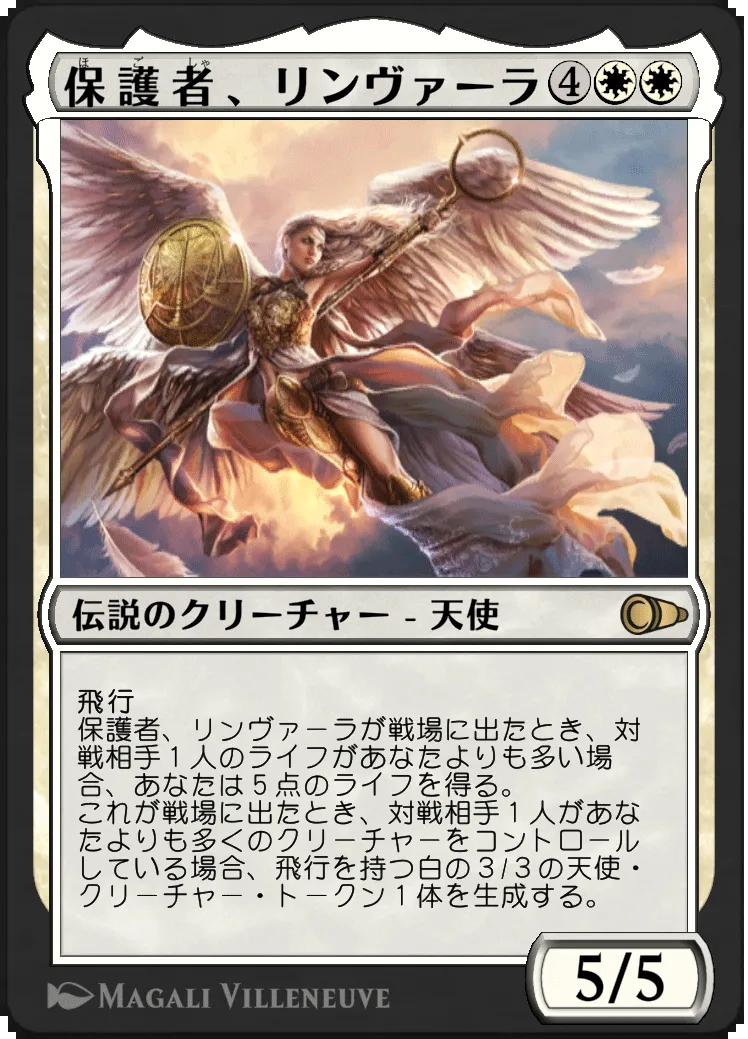 ほ ご しゃ
保護者、リンヴァーラ 4
伝説のクリーチャー - 天使
飛行
保護者、リンヴァーラが戦場に出たとき、対
戦相手１人のライフがあなたよりも多い場
合、あなたは５点のライフを得る。
これが戦場に出たとき、対戦相手１人があな
たよりも多くのクリーチャーをコントロール
している場合、飛行を持つ白の３/３の天使・
クリーチャー・トークン１体を生成する。
5/5
MAGALI VILLENEUVE